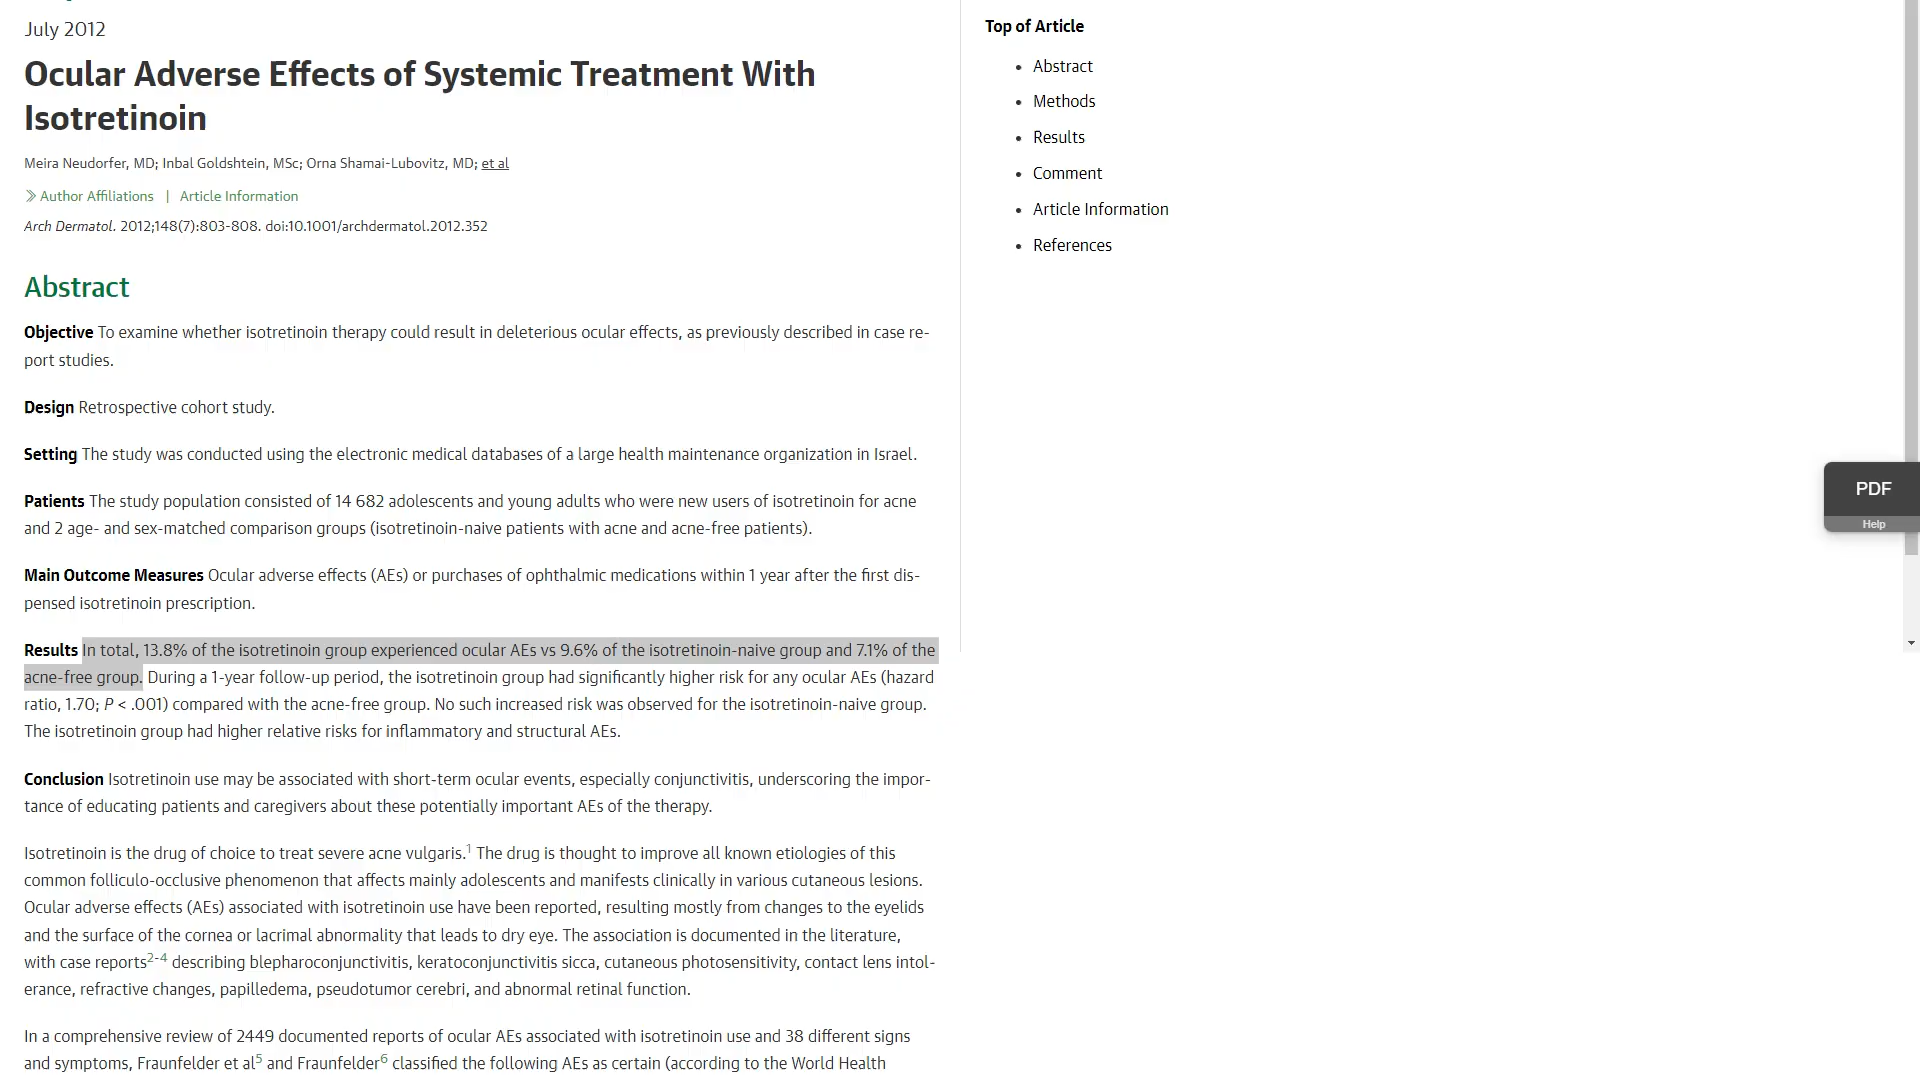 July 2012
Ocular Adverse Effects of Systemic Treatment With
Isotretinoin
Meira Neudorfer, MD; Inbal Goldshtein, MSc; Orna Shamai-Lubovitz, MD; et al
Author Affiliations | Article Information
Arch Dermatol. 2012;148(7):803-808. doi:10.1001/archdermatol.2012.352
Abstract
Objective To examine whether isotretinoin therapy could result in deleterious ocular effects, as previously described in case re-
port studies.
Design Retrospective cohort study.
Setting The study was conducted using the electronic medical databases of a large health maintenance organization in Israel.
Patients The study population consisted of 14 682 adolescents and young adults who were new users of isotretinoin for acne
and 2 age- and sex-matched comparison groups (isotretinoin-naive patients with acne and acne-free patients).
Main Outcome Measures Ocular adverse effects (AEs) or purchases of ophthalmic medications within 1 year after the first dis-
pensed isotretinoin prescription.
Results In total, 13.8% of the isotretinoin group experienced ocular AEs vs 9.6% of the isotretinoin-naive group and 7.1% of the
acne-free group. During a 1-year follow-up period, the isotretinoin group had significantly higher risk for any ocular AEs (hazard
ratio, 1.70; P < .001) compared with the acne-free group. No such increased risk was observed for the isotretinoin-naive group.
The isotretinoin group had higher relative risks for inflammatory and structural AEs.
Conclusion Isotretinoin use may be associated with short-term ocular events, especially conjunctivitis, underscoring the impor-
tance of educating patients and caregivers about these potentially important AEs of the therapy.
Isotretinoin is the drug of choice to treat severe acne vulgaris.1 The drug is thought to improve all known etiologies of this
common folliculo-occlusive phenomenon that affects mainly adolescents and manifests clinically in various cutaneous lesions.
Ocular adverse effects (AEs) associated with isotretinoin use have been reported, resulting mostly from changes to the eyelids
and the surface of the cornea or lacrimal abnormality that leads to dry eye. The association is documented in the literature,
with case reports2-4 describing blepharoconjunctivitis, keratoconjunctivitis sicca, cutaneous photosensitivity, contact lens intol-
erance, refractive changes, papilledema, pseudotumor cerebri, and abnormal retinal function.
In a comprehensive review of 2449 documented reports of ocular AEs associated with isotretinoin use and 38 different signs
and symptoms, Fraunfelder et al5 and Fraunfelder6 classified the following AEs as certain (according to the World Health
Top of Article
• Abstract
• Methods
• Results
• Comment
• Article Information
• References
PDF
Help